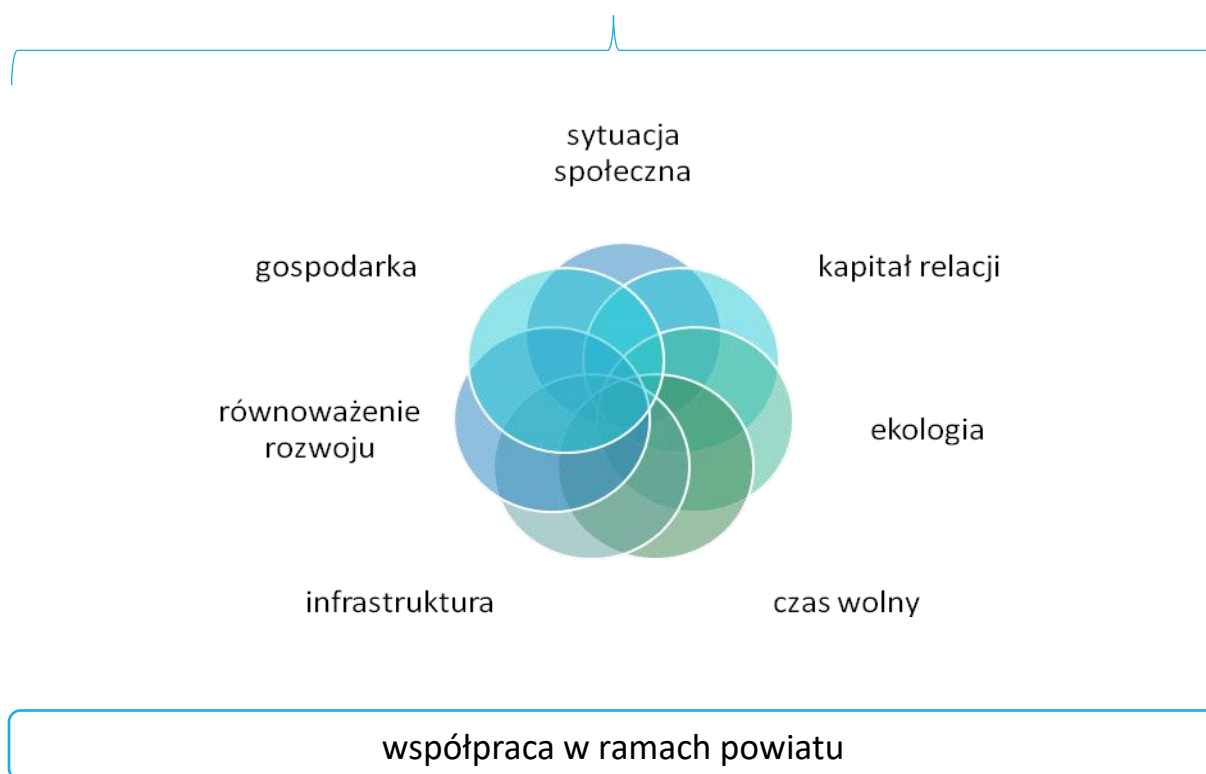 sytuacja
społeczna
gospodarka
kapitał relacji
równoważenie
rozwoju
ekologia
infrastruktura
czas wolny
współpraca w ramach powiatu